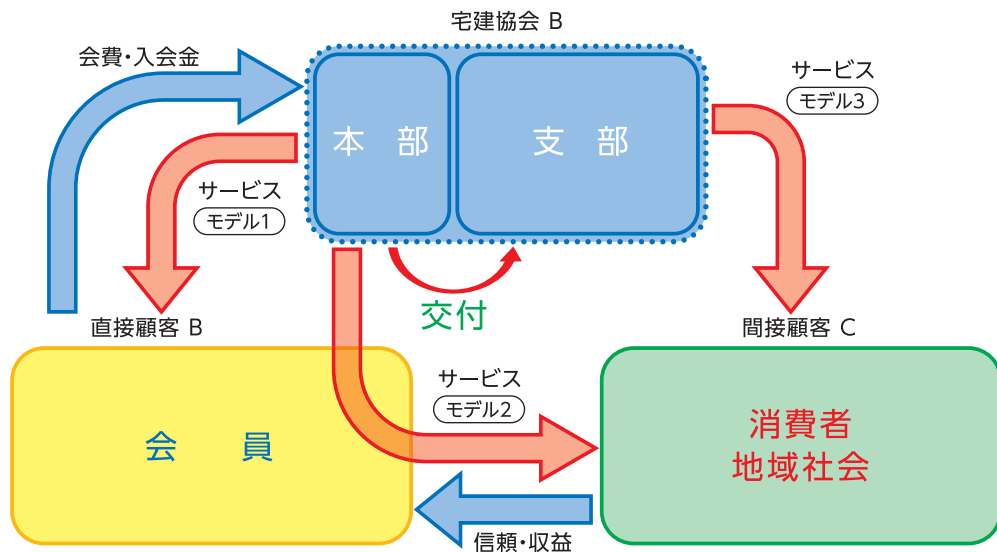 宅建協会 B
会費・入会金
サービス
モデル3
本 部
支 部
サービス
モデル1
交付
直接顧客 B
間接顧客 C
サービス
モデル2
会 員
消費者
地域社会
信頼・収益